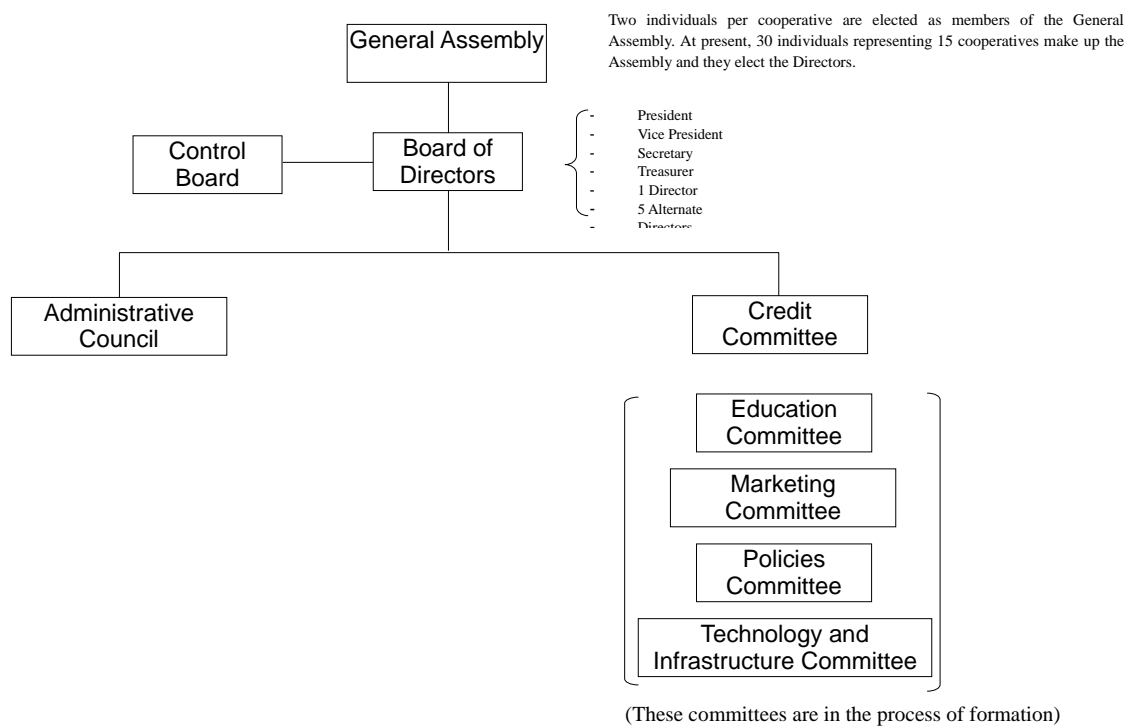 General Assembly
Two individuals per cooperative are elected as members of the General
Assembly. At present, 30 individuals representing 15 cooperatives make up the
Assembly and they elect the Directors.
Control
Board
Board of
Directors
- President
- Vice President
- Secretary
- Treasurer
- 1 Director
- 5 Alternate
- Directors
Administrative
Council
Credit
Committee
Education
Committee
Marketing
Committee
Policies
Committee
Technology and
Infrastructure Committee
(These committees are in the process of formation)